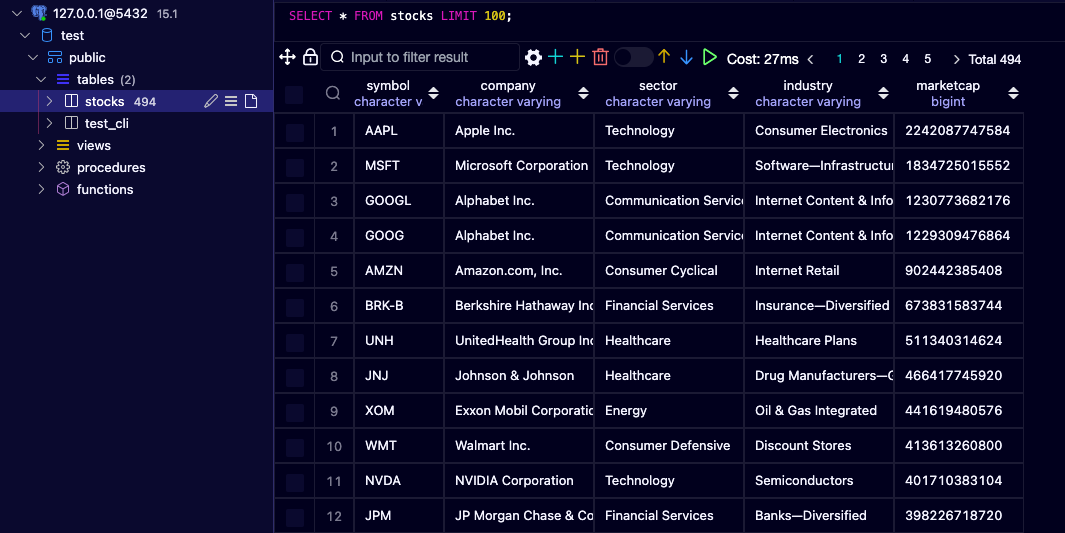 127.0.0.1@5432 15.1
test
public
tables (2)
stocks 494
test_cli
views
procedures
functions
SELECT * FROM stocks LIMIT 100;
Input to filter result Cost: 27ms 1 2 3 4 5 Total 494
symbol company sector industry marketcap
character v character varying character varying character varying bigint
1 AAPL Apple Inc. Technology Consumer Electronics 2242087747584
2 MSFT Microsoft Corporation Technology Software—Infrastructu 1834725015552
3 GOOGL Alphabet Inc. Communication Servic Internet Content & Info 1230773682176
4 GOOG Alphabet Inc. Communication Servic Internet Content & Info 1229309476864
5 AMZN Amazon.com, Inc. Consumer Cyclical Internet Retail 902442385408
6 BRK-B Berkshire Hathaway Inc Financial Services Insurance—Diversified 673831583744
7 UNH UnitedHealth Group Inc Healthcare Healthcare Plans 511340314624
8 JNJ Johnson & Johnson Healthcare Drug Manufacturers—G 466417745920
9 XOM Exxon Mobil Corporatio Energy Oil & Gas Integrated 441619480576
10 WMT Walmart Inc. Consumer Defensive Discount Stores 413613260800
11 NVDA NVIDIA Corporation Technology Semiconductors 401710383104
12 JPM JP Morgan Chase & Co Financial Services Banks—Diversified 398226718720